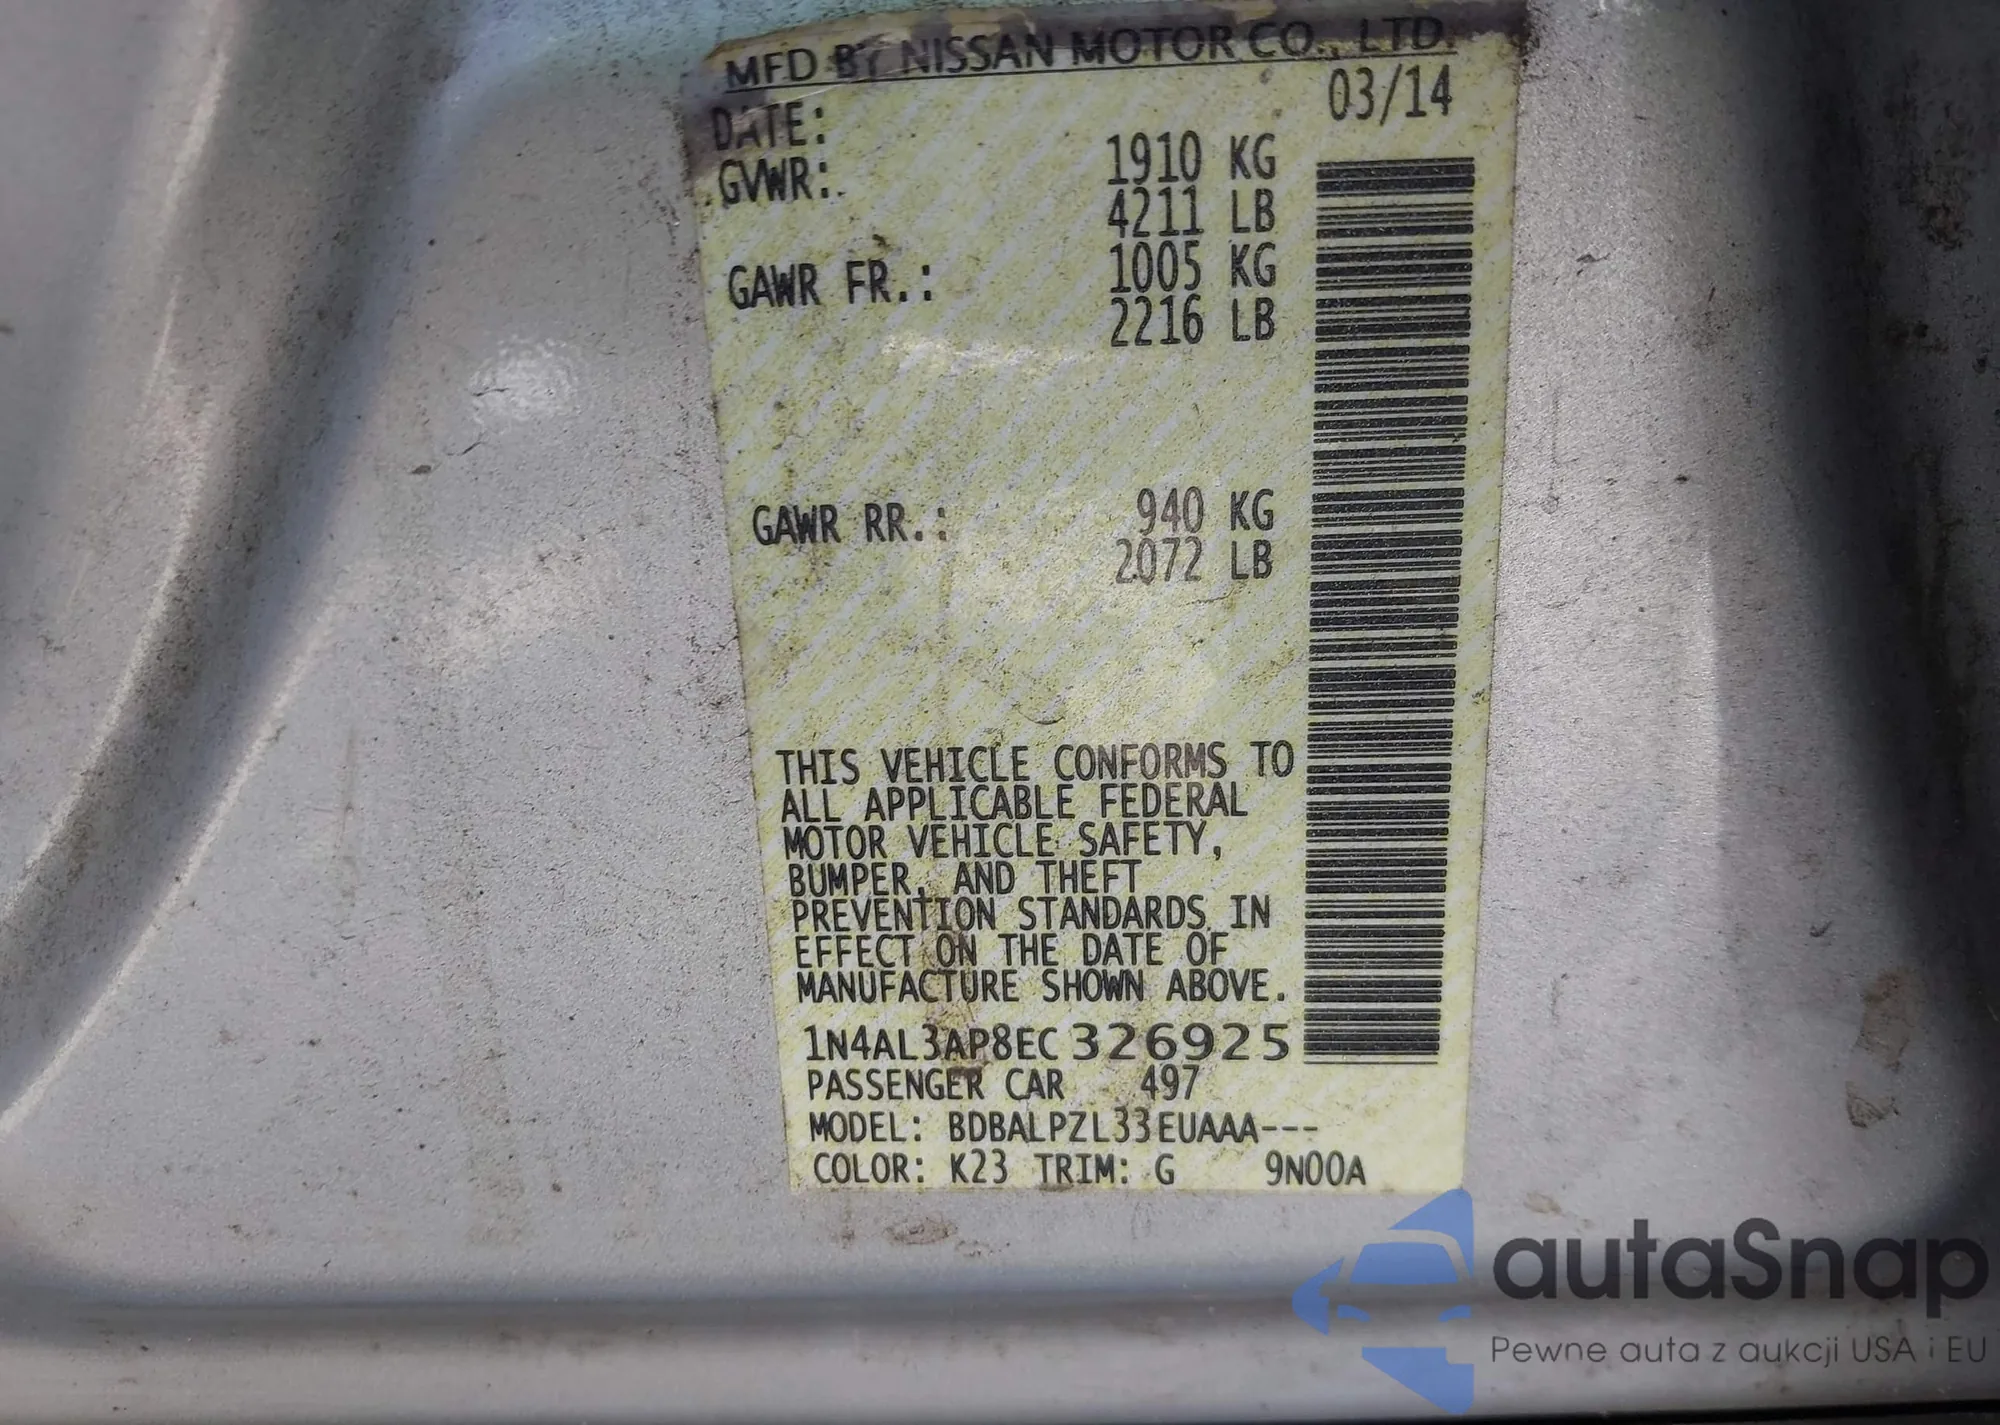 MFD BY NISSAN MOTOR CO., LTD.
DATE: 03/14
GVWR: 1910 KG
4211 LB
GAWR FR.: 1005 KG
2216 LB
GAWR RR.: 940 KG
2072 LB
THIS VEHICLE CONFORMS TO
ALL APPLICABLE FEDERAL
MOTOR VEHICLE SAFETY,
BUMPER, AND THEFT
PREVENTION STANDARDS IN
EFFECT ON THE DATE OF
MANUFACTURE SHOWN ABOVE.
1N4AL3AP8EC326925
PASSENGER CAR 497
MODEL: BDBALPZL33EUAAA---
COLOR: K23 TRIM: G 9N00A
autaSnap
Pewne auta z aukcji USA i EU